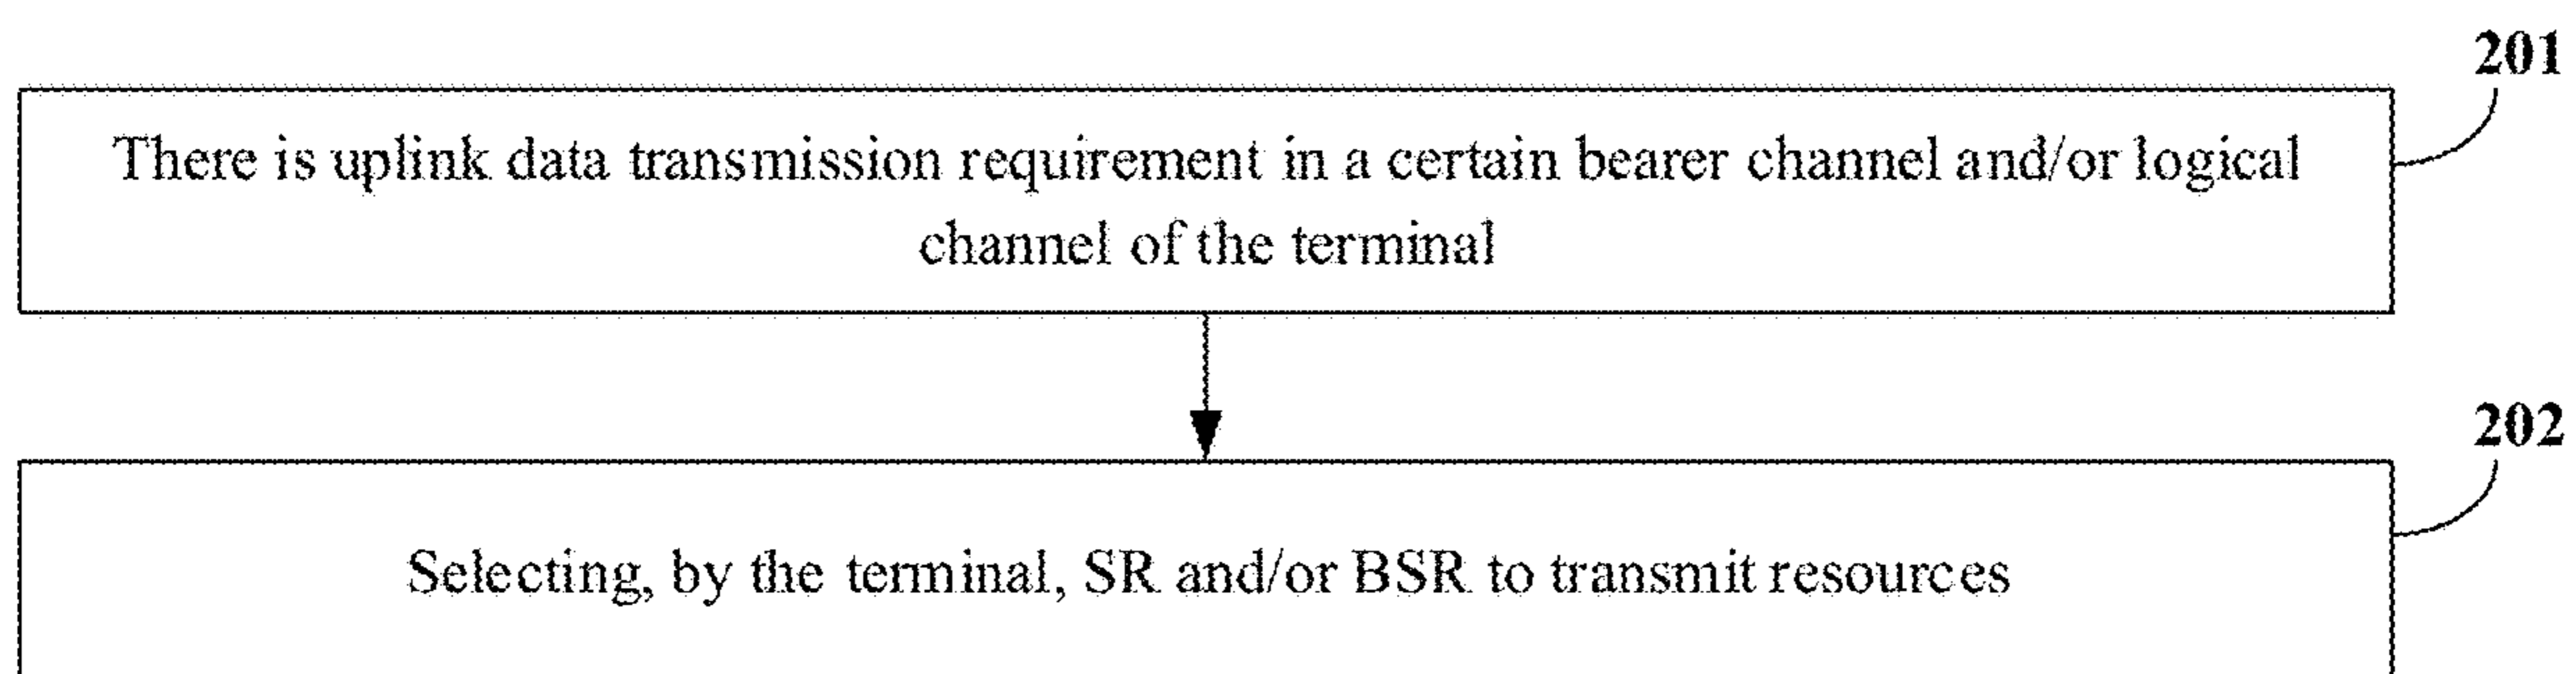 201
There is uplink data transmission requirement in a certain bearer channel and/or logical
channel of the terminal
202
Selecting, by the terminal, SR and/or BSR to transmit resources